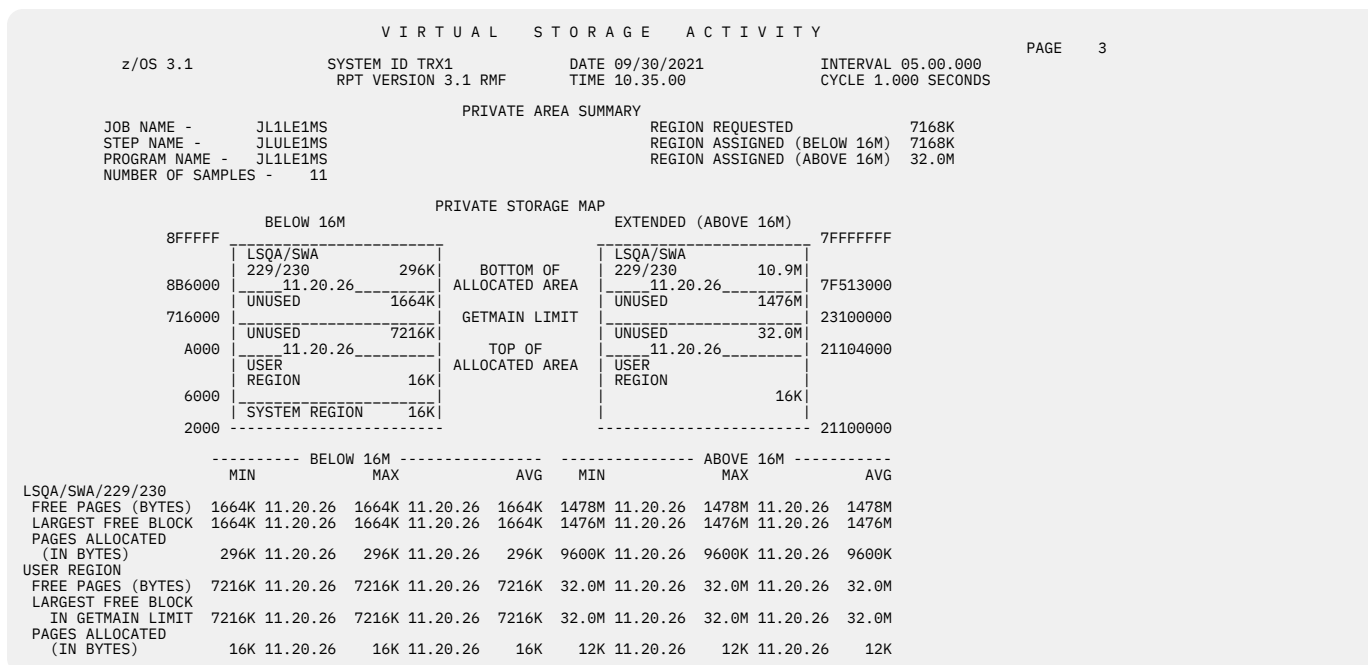 V I R T U A L   S T O R A G E   A C T I V I T Y
PAGE    3
z/OS 3.1                SYSTEM ID TRX1              DATE 09/30/2021              INTERVAL 05.00.000
RPT VERSION 3.1 RMF       TIME 10.35.00                CYCLE 1.000 SECONDS
PRIVATE AREA SUMMARY
JOB NAME -       JL1LE1MS                                     REGION REQUESTED              7168K
STEP NAME -      JLULE1MS                                     REGION ASSIGNED (BELOW 16M)  7168K
PROGRAM NAME -   JL1LE1MS                                     REGION ASSIGNED (ABOVE 16M)  32.0M
NUMBER OF SAMPLES -    11
PRIVATE STORAGE MAP
BELOW 16M                               EXTENDED (ABOVE 16M)
8FFFFF ________________________                  ________________________ 7FFFFFFF
| LSQA/SWA             |                  | LSQA/SWA             |
| 229/230          296K|    BOTTOM OF     | 229/230         10.9M|
8B6000 |_____11.20.26_________| ALLOCATED AREA  |_____11.20.26_________| 7F513000
| UNUSED          1664K|                  | UNUSED          1476M|
716000 |______________________|  GETMAIN LIMIT   |______________________| 23100000
| UNUSED          7216K|                  | UNUSED          32.0M|
A000 |_____11.20.26_________|     TOP OF       |_____11.20.26_________| 21104000
| USER                 | ALLOCATED AREA  | USER                 |
| REGION            16K|                  | REGION               |
6000 |______________________|                  |                   16K|
| SYSTEM REGION     16K|                  |                      |
2000 ------------------------                  ------------------------ 21100000
---------- BELOW 16M ----------------  --------------- ABOVE 16M -----------
MIN             MAX             AVG    MIN             MAX             AVG
LSQA/SWA/229/230
FREE PAGES (BYTES)  1664K 11.20.26  1664K 11.20.26  1664K  1478M 11.20.26  1478M 11.20.26  1478M
LARGEST FREE BLOCK  1664K 11.20.26  1664K 11.20.26  1664K  1476M 11.20.26  1476M 11.20.26  1476M
PAGES ALLOCATED
(IN BYTES)          296K 11.20.26   296K 11.20.26   296K  9600K 11.20.26  9600K 11.20.26  9600K
USER REGION
FREE PAGES (BYTES)  7216K 11.20.26  7216K 11.20.26  7216K  32.0M 11.20.26  32.0M 11.20.26  32.0M
LARGEST FREE BLOCK
IN GETMAIN LIMIT  7216K 11.20.26  7216K 11.20.26  7216K  32.0M 11.20.26  32.0M 11.20.26  32.0M
PAGES ALLOCATED
(IN BYTES)          16K 11.20.26    16K 11.20.26    16K    12K 11.20.26    12K 11.20.26    12K